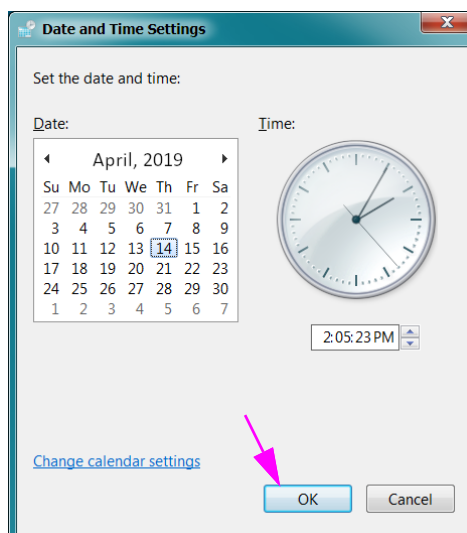 Date and Time Settings
Set the date and time:
Date: Time:
April, 2019
Su Mo Tu We Th Fr Sa
27 28 29 30 31 1 2
3 4 5 6 7 8 9
10 11 12 13 14 15 16
17 18 19 20 21 22 23
24 25 26 27 28 29 30
1 2 3 4 5 6 7
2:05:23 PM
Change calendar settings
OK Cancel